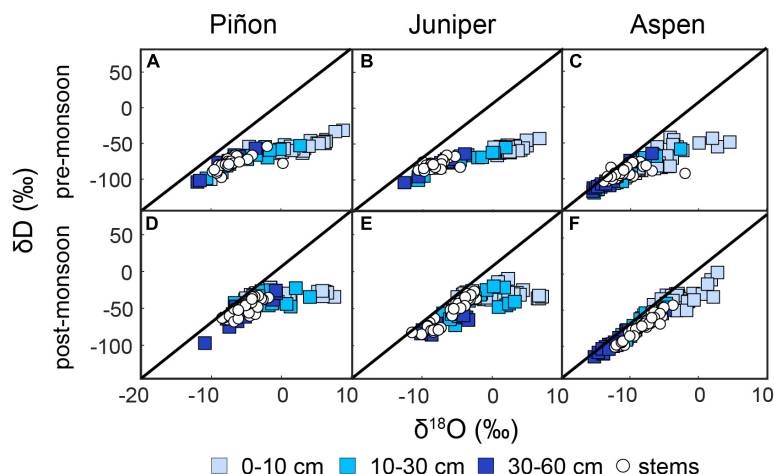 Piñon Juniper Aspen
A B C
50
0
-50
-100
pre-monsoon
δD (‰)
D E F
50
0
-50
-100
post-monsoon
-20 -10 0 10 -10 0 10 -10 0 10
δ¹⁸O (‰)
0-10 cm 10-30 cm 30-60 cm stems